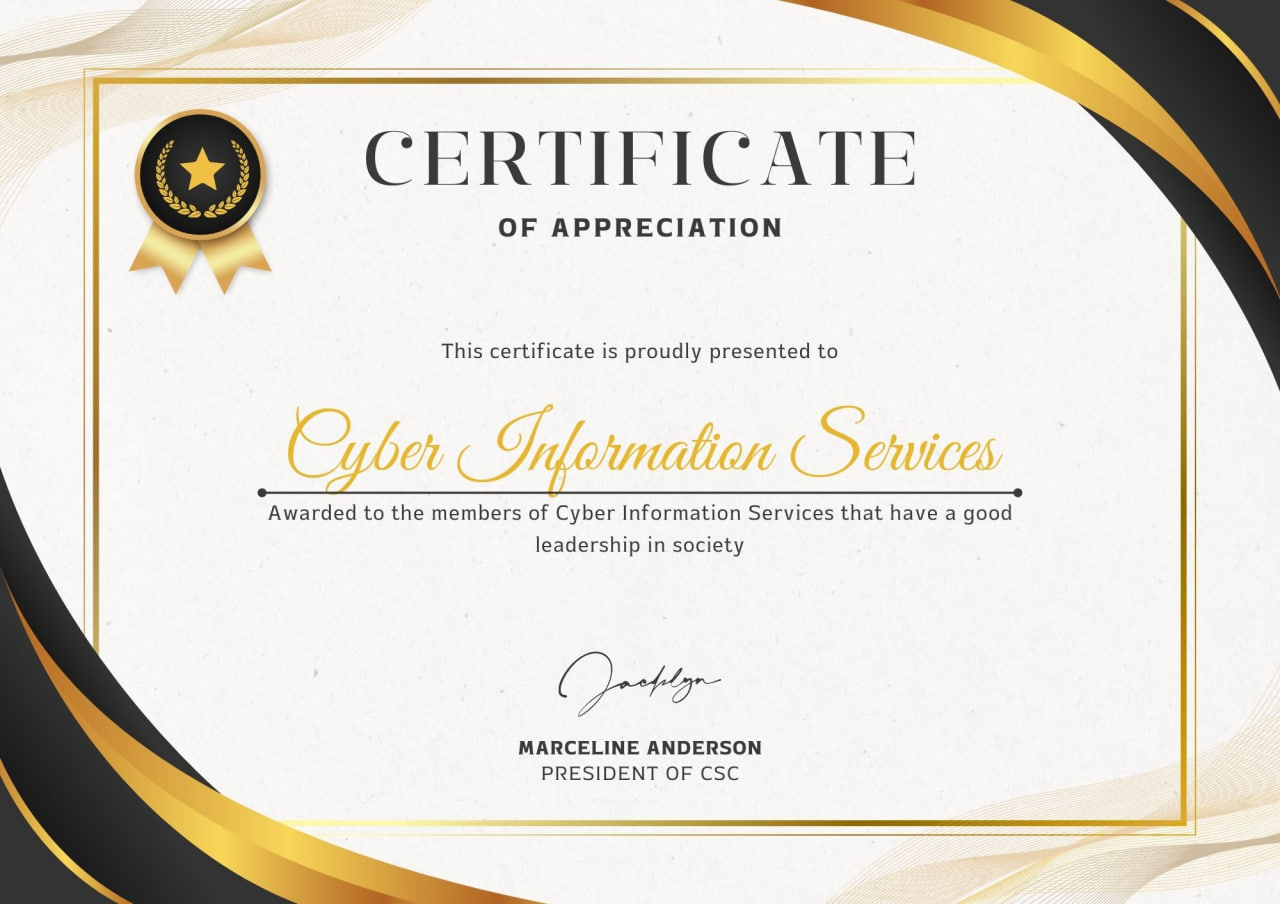 CERTIFICATE
OF APPRECIATION
This certificate is proudly presented to
Cyber Information Services
Awarded to the members of Cyber Information Services that have a good
leadership in society
Jacklyn
MARCELINE ANDERSON
PRESIDENT OF CSC